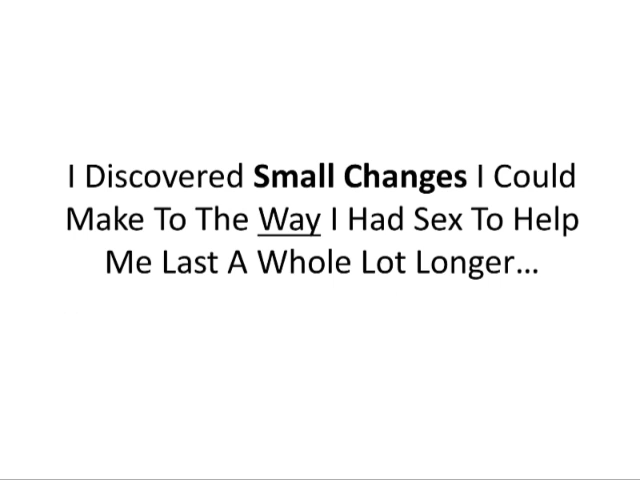 I Discovered Small Changes I Could
Make To The Way I Had Sex To Help
Me Last A Whole Lot Longer...